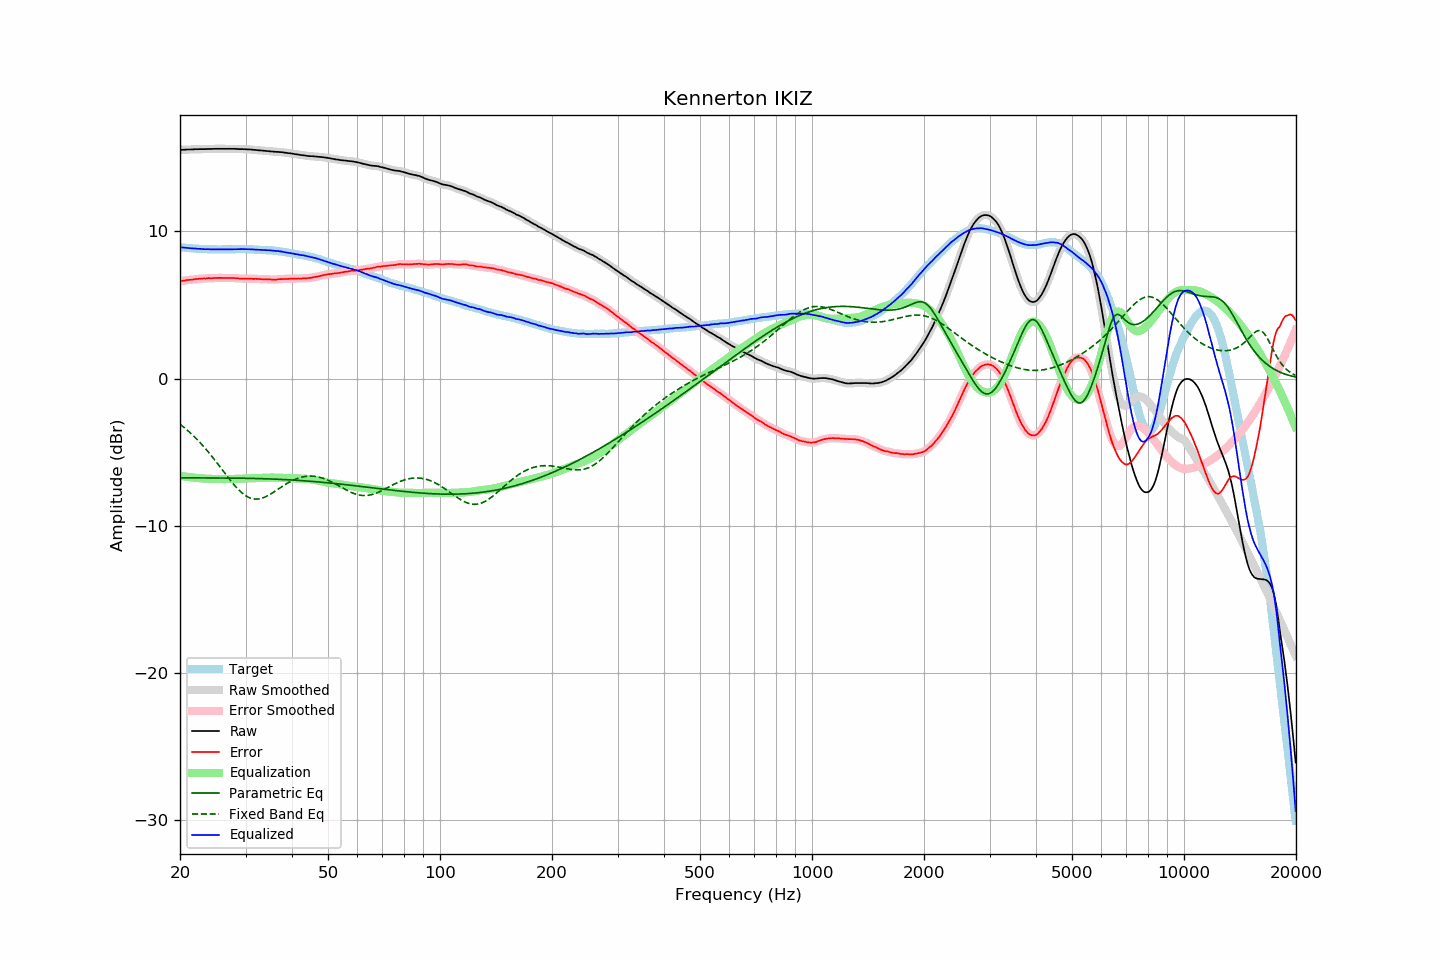 Kennerton IKIZ
Amplitude (dBr)
10
0
−10
−20
−30
Target
Raw Smoothed
Error Smoothed
Raw
Error
Equalization
Parametric Eq
Fixed Band Eq
Equalized
20 50 100 200 500 1000 2000 5000 10000 20000
Frequency (Hz)